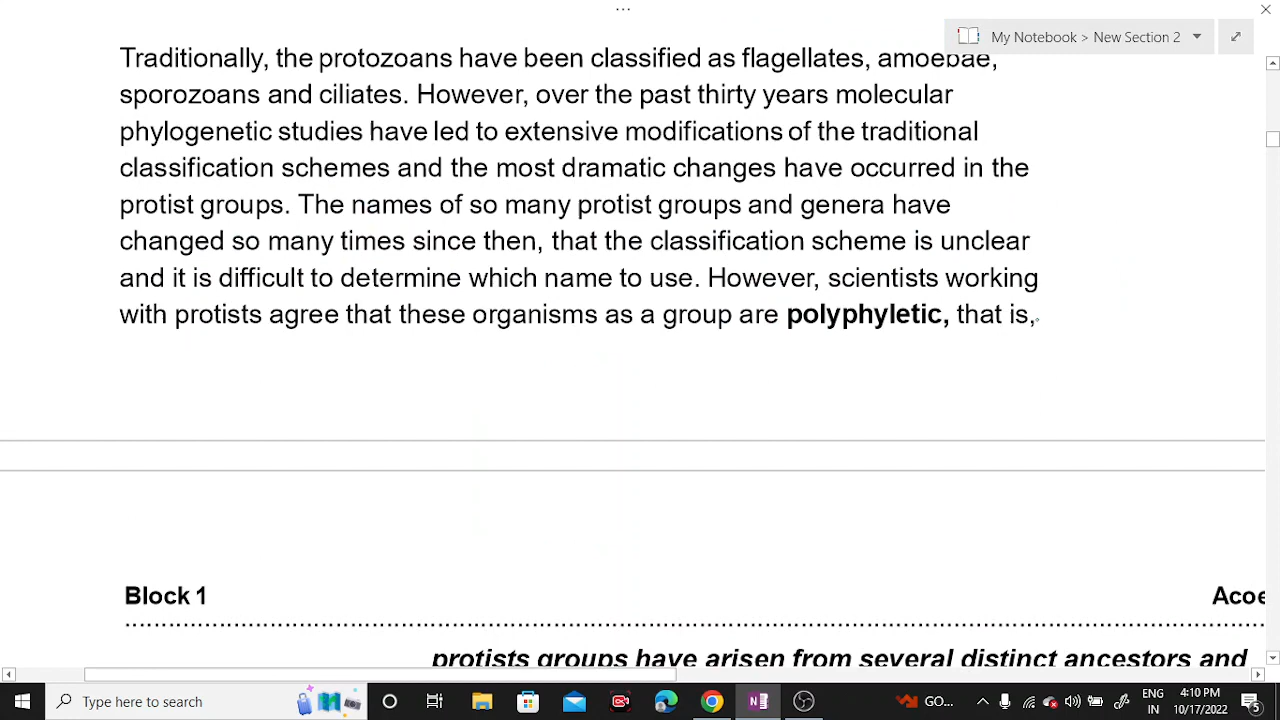 ...
My Notebook > New Section 2
Traditionally, the protozoans have been classified as flagellates, amoebae,
sporozoans and ciliates. However, over the past thirty years molecular
phylogenetic studies have led to extensive modifications of the traditional
classification schemes and the most dramatic changes have occurred in the
protist groups. The names of so many protist groups and genera have
changed so many times since then, that the classification scheme is unclear
and it is difficult to determine which name to use. However, scientists working
with protists agree that these organisms as a group are polyphyletic, that is,
Block 1 Acoe
protists groups have arisen from several distinct ancestors and
Type here to search
GO...
ENG
IN
4:10 PM
10/17/2022
5